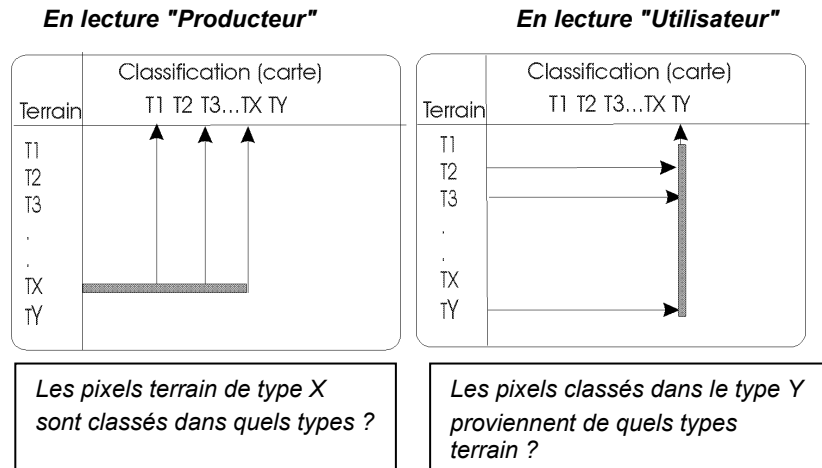 En lecture "Producteur"
Classification (carte)
Terrain
T1 T2 T3...TX TY
T1
T2
T3
.
.
TX
TY
Les pixels terrain de type X
sont classés dans quels types ?
En lecture "Utilisateur"
Classification (carte)
Terrain
T1 T2 T3...TX TY
T1
T2
T3
.
.
TX
TY
Les pixels classés dans le type Y
proviennent de quels types
terrain ?